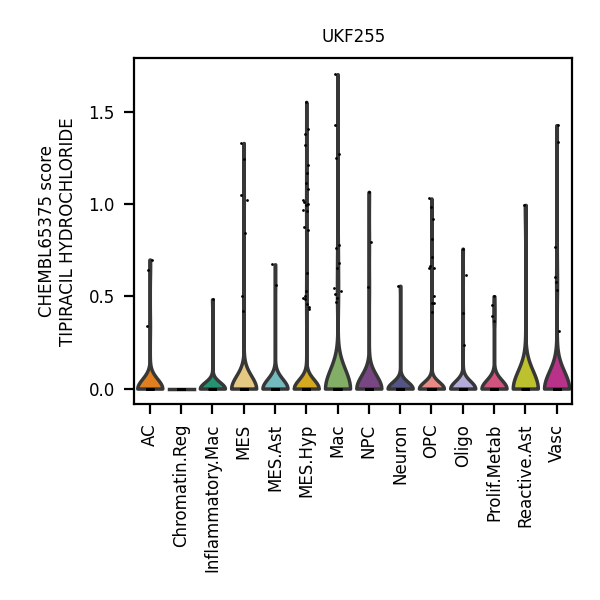 UKF255
CHEMBL65375 score
TIPIRACIL HYDROCHLORIDE
1.5
1.0
0.5
0.0
AC
Chromatin.Reg
Inflammatory.Mac
MES
MES.Ast
MES.Hyp
Mac
NPC
Neuron
OPC
Oligo
Prolif.Metab
Reactive.Ast
Vasc